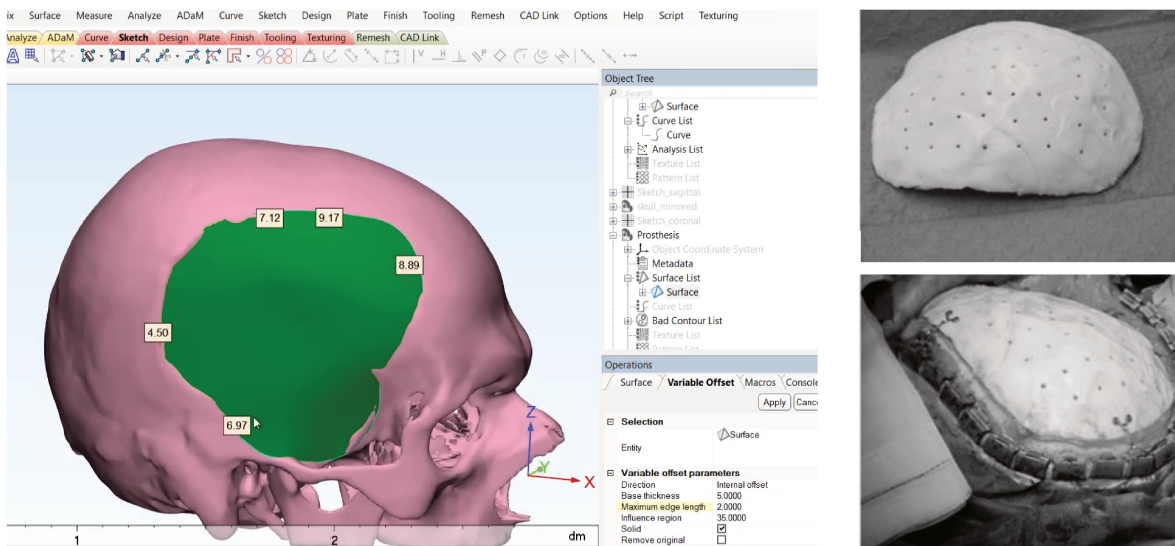 ix Surface Measure Analyze ADaM Curve Sketch Design Plate Finish Tooling Remesh CAD Link Options Help Script Texturing
Analyze ADaM Curve Sketch Design Plate Finish Tooling Texturing Remesh CAD Link
Object Tree
Search
Surface
Curve List
Curve
Analysis List
Texture List
Pattern List
Sketch_sagittal
skull_mirrored
Sketch_coronal
Prosthesis
Object Coordinate System
Metadata
Surface List
Surface
Curve List
Bad Contour List
Texture List
Pattern List
7.12
9.17
8.89
4.50
6.97
Z
Y
X
1
2
dm
Operations
Surface Variable Offset Macros Console
Apply Cance
Selection
Entity Surface
Variable offset parameters
Direction Internal offset
Base thickness 5.0000
Maximum edge length 2.0000
Influence region 35.0000
Solid
Remove original